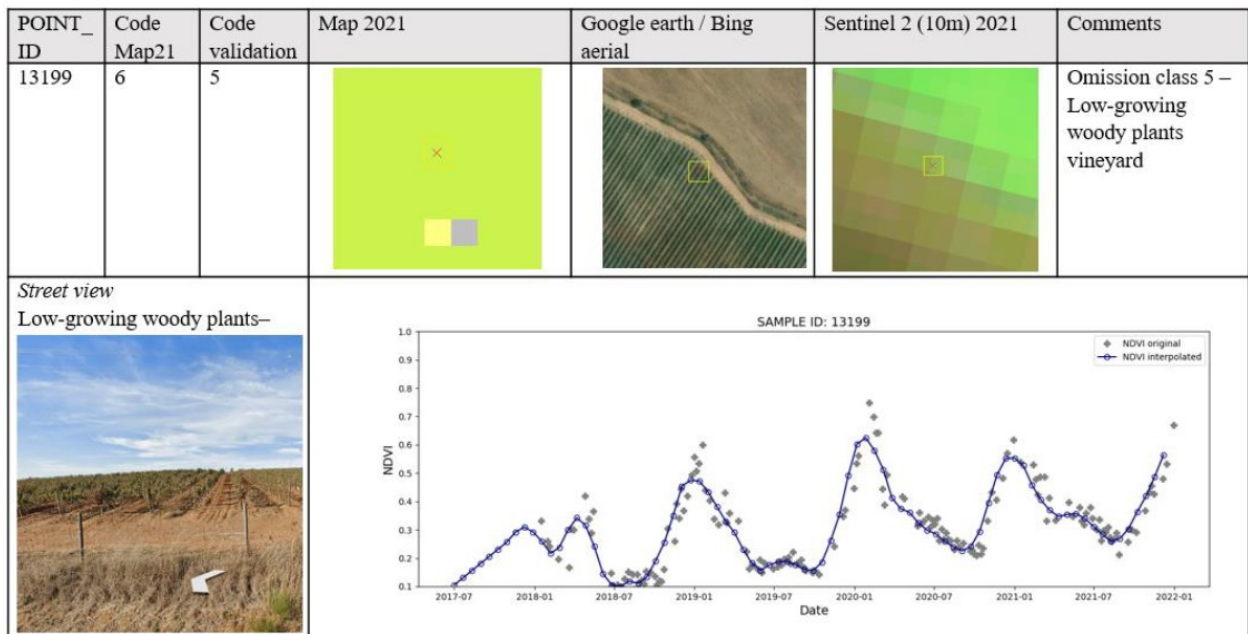 POINT_ ID
Code Map21
Code validation
Map 2021
Google earth / Bing aerial
Sentinel 2 (10m) 2021
Comments
13199
6
5
Omission class 5 –
Low-growing
woody plants
vineyard
Street view
Low-growing woody plants–
SAMPLE ID: 13199
NDVI original
NDVI interpolated
NDVI
1.0
0.9
0.8
0.7
0.6
0.5
0.4
0.3
0.2
0.1
2017-07 2018-01 2018-07 2019-01 2019-07 2020-01 2020-07 2021-01 2021-07 2022-01
Date